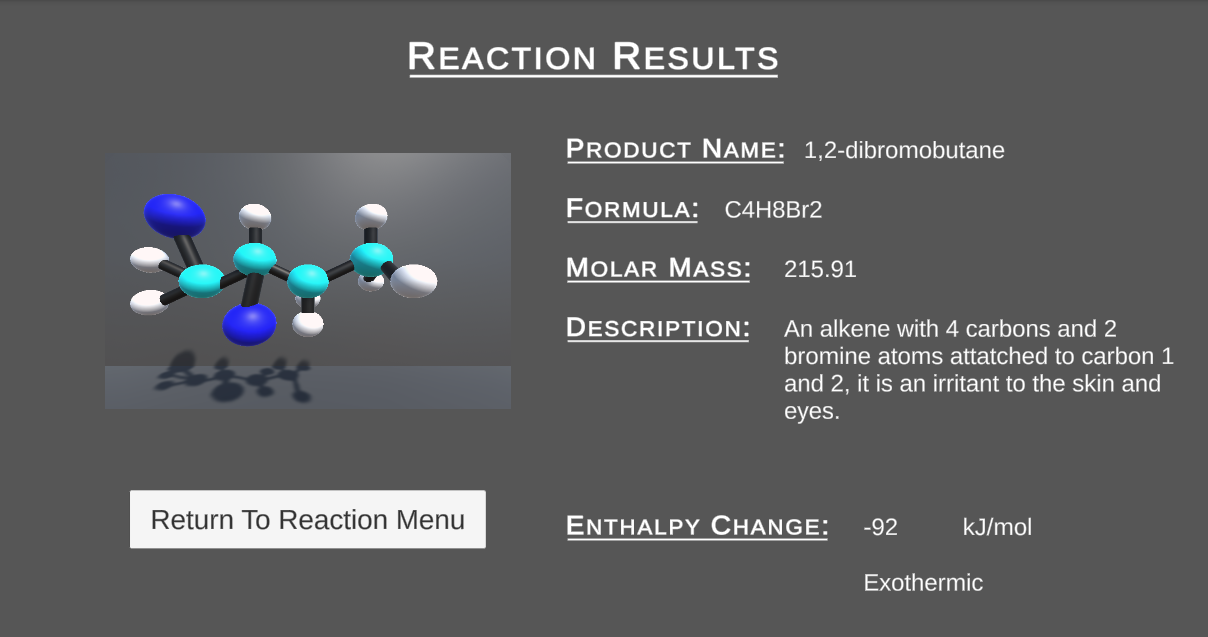 Reaction Results
Product Name: 1,2-dibromobutane
Formula: C4H8Br2
Molar Mass: 215.91
Description: An alkene with 4 carbons and 2
bromine atoms attatched to carbon 1
and 2, it is an irritant to the skin and
eyes.
Return To Reaction Menu
Enthalpy Change: -92 kJ/mol
Exothermic